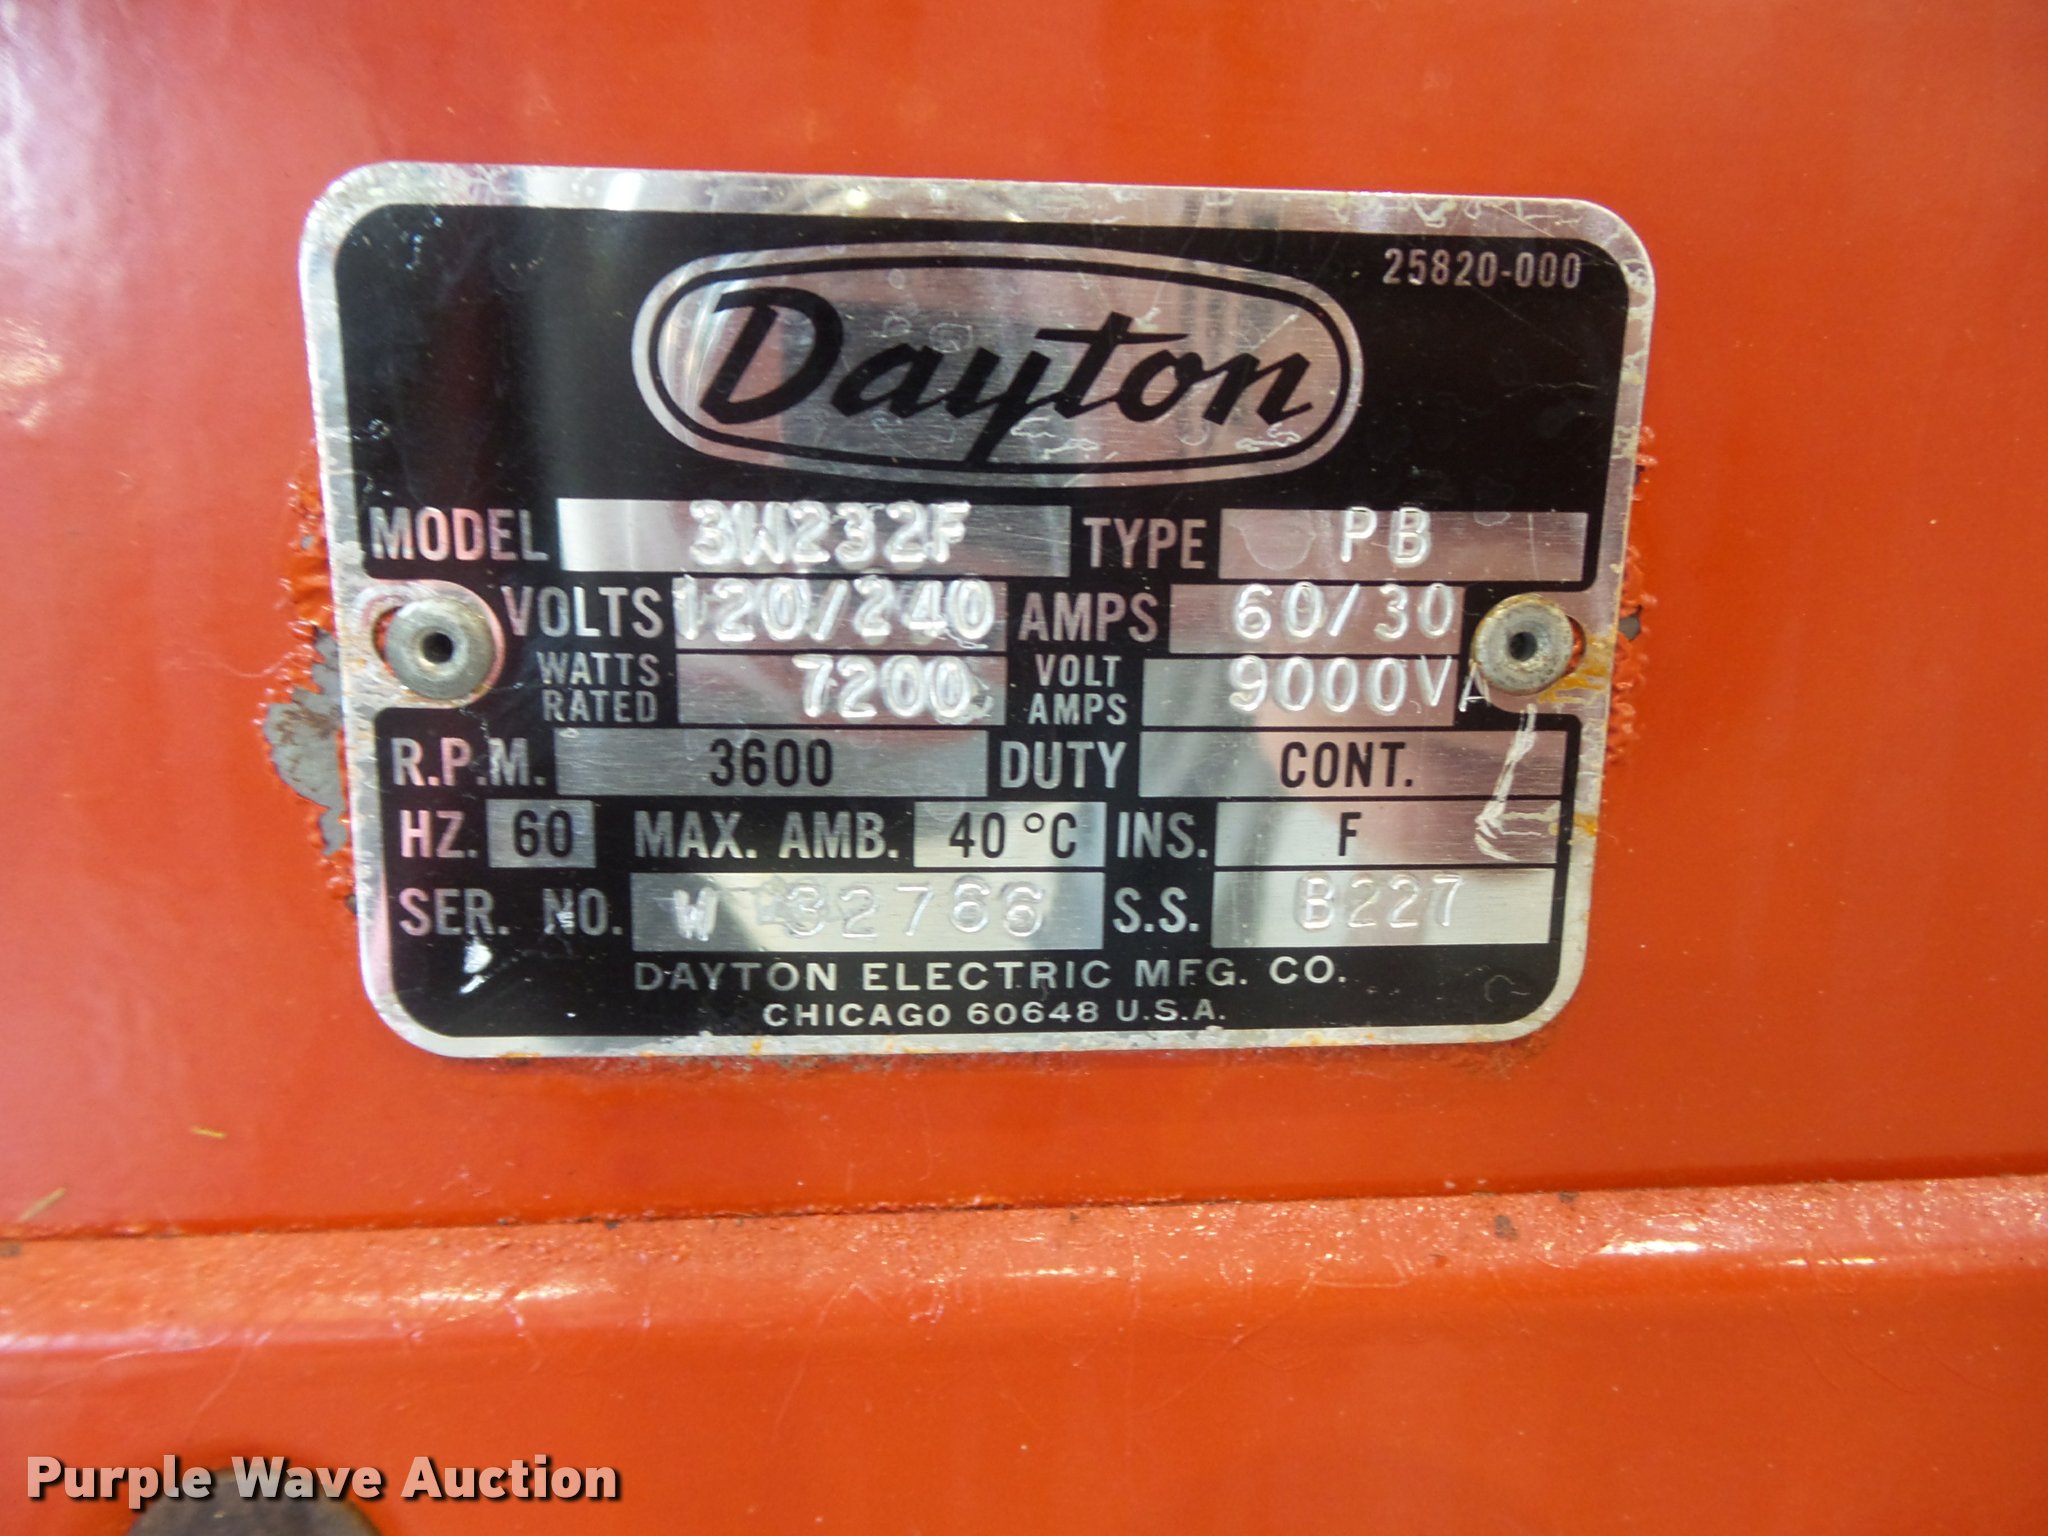 25820-000
Dayton
MODEL 3W232F TYPE PB
VOLTS 120/240 AMPS 60/30
WATTS RATED 7200 VOLT AMPS 9000VA
R.P.M. 3600 DUTY CONT.
HZ. 60 MAX. AMB. 40 °C INS. F
SER. NO. W 32766 S.S. B227
DAYTON ELECTRIC MFG. CO.
CHICAGO 60648 U.S.A.
Purple Wave Auction